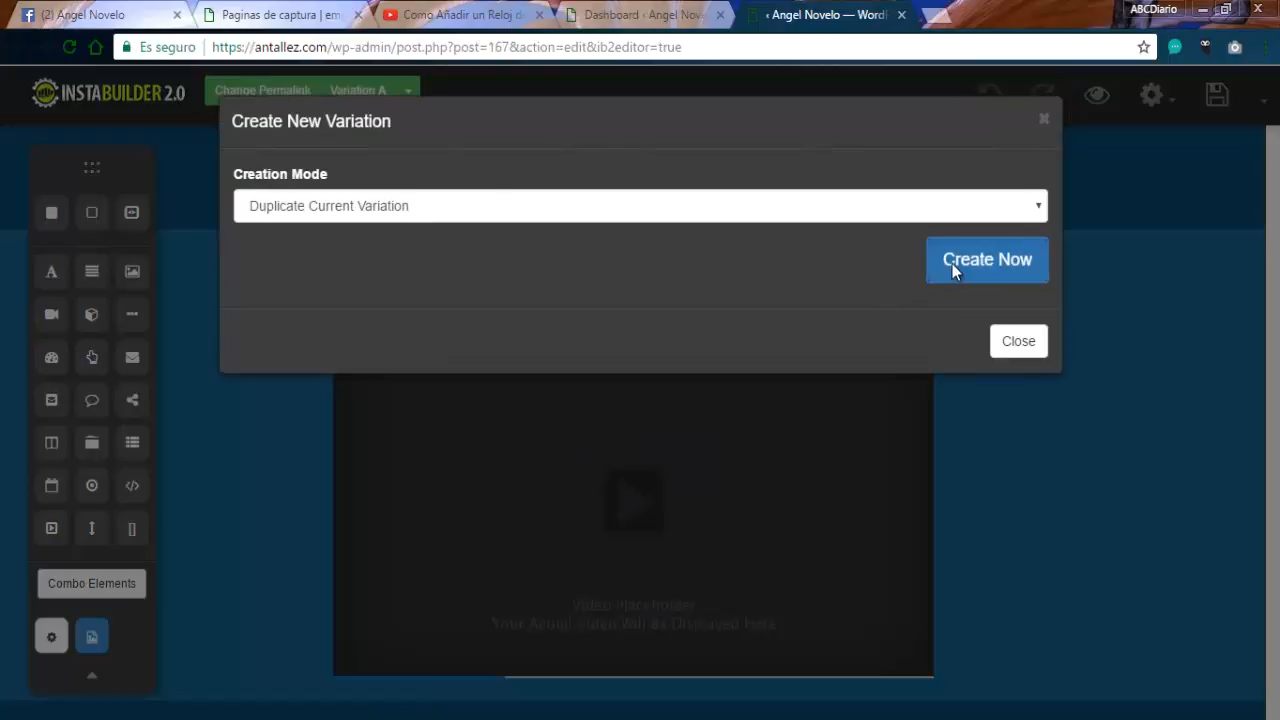 (2) Angel Novelo
Paginas de captura | em
Como Añadir un Reloj d
Dashboard ‹ Angel Nov
‹ Angel Novelo — Word
ABCDiario
Es seguro
https://antallez.com/wp-admin/post.php?post=167&action=edit&ib2editor=true
INSTABUILDER 2.0
Change Permalink
Variation A
Create New Variation
Creation Mode
Duplicate Current Variation
Create Now
Close
Video Placeholder
Your Actual Video Will Be Displayed Here
Combo Elements